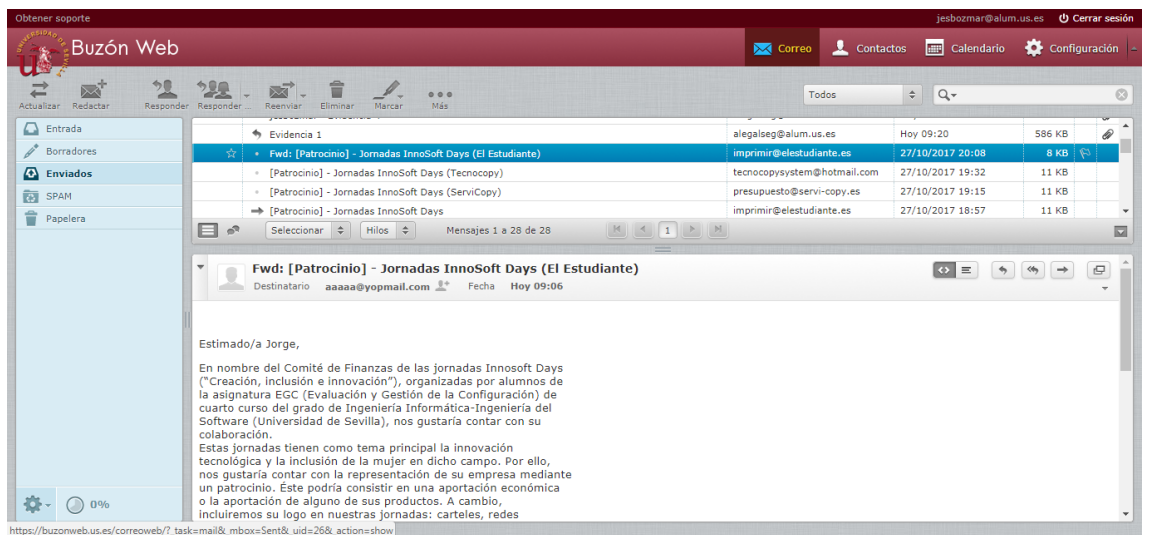 Obtener soporte
jesbozmar@alum.us.es Cerrar sesión
Buzón Web
Correo Contactos Calendario Configuración
Actualizar Redactar Responder Responder... Reenviar Eliminar Marcar Más
Todos
Entrada
Borradores
Enviados
SPAM
Papelera
0%
Evidencia 1 alegalseg@alum.us.es Hoy 09:20 586 KB
Fwd: [Patrocinio] - Jornadas InnoSoft Days (El Estudiante) imprimir@elestudiante.es 27/10/2017 20:08 8 KB
[Patrocinio] - Jornadas InnoSoft Days (Tecnocopy) tecnocopysystem@hotmail.com 27/10/2017 19:32 11 KB
[Patrocinio] - Jornadas InnoSoft Days (ServiCopy) presupuesto@servi-copy.es 27/10/2017 19:15 11 KB
[Patrocinio] - Jornadas InnoSoft Days imprimir@elestudiante.es 27/10/2017 18:57 11 KB
Seleccionar Hilos Mensajes 1 a 28 de 28 1
Fwd: [Patrocinio] - Jornadas InnoSoft Days (El Estudiante)
Destinatario aaaaa@yopmail.com Fecha Hoy 09:06
Estimado/a Jorge,
En nombre del Comité de Finanzas de las jornadas Innosoft Days
("Creación, inclusión e innovación"), organizadas por alumnos de
la asignatura EGC (Evaluación y Gestión de la Configuración) de
cuarto curso del grado de Ingeniería Informática-Ingeniería del
Software (Universidad de Sevilla), nos gustaría contar con su
colaboración.
Estas jornadas tienen como tema principal la innovación
tecnológica y la inclusión de la mujer en dicho campo. Por ello,
nos gustaría contar con la representación de su empresa mediante
un patrocinio. Éste podría consistir en una aportación económica
o la aportación de alguno de sus productos. A cambio,
incluiremos su logo en nuestras jornadas: carteles, redes
https://buzonweb.us.es/correoweb/?_task=mail&_mbox=Sent&_uid=26&_action=show